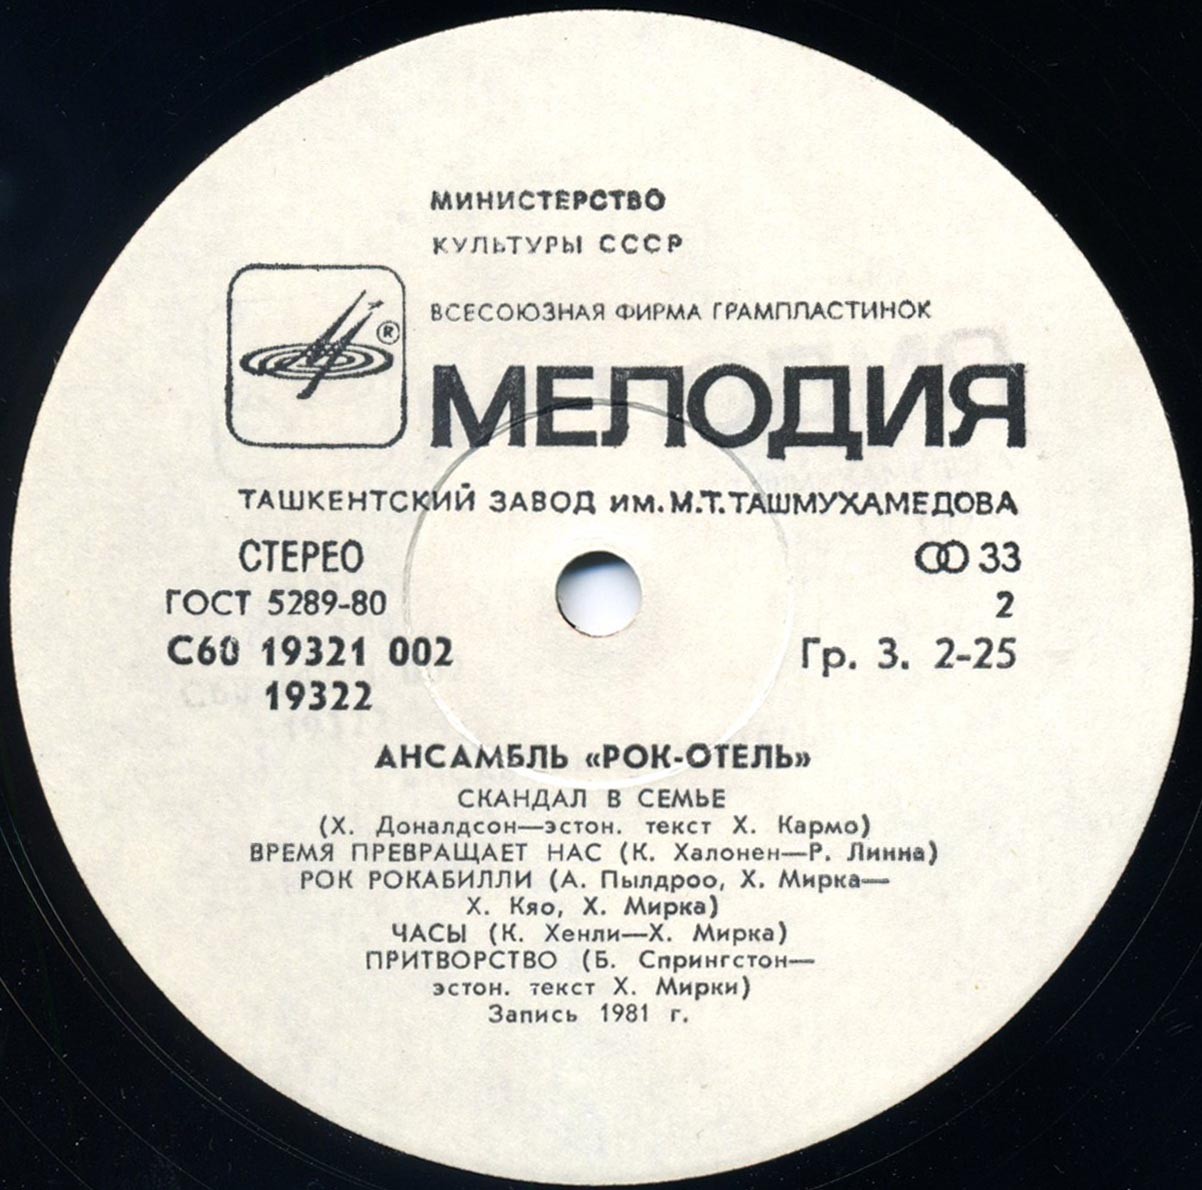 МИНИСТЕРСТВО
КУЛЬТУРЫ СССР
ВСЕСОЮЗНАЯ ФИРМА ГРАМПЛАСТИНОК
®
МЕЛОДИЯ
ТАШКЕНТСКИЙ ЗАВОД им. М.Т. ТАШМУХАМЕДОВА
СТЕРЕО
33
ГОСТ 5289-80
2
С60 19321 002
Гр. 3. 2-25
19322
АНСАМБЛЬ «РОК-ОТЕЛЬ»
СКАНДАЛ В СЕМЬЕ
(Х. Доналдсон—эстон. текст Х. Кармо)
ВРЕМЯ ПРЕВРАЩАЕТ НАС (К. Халонен—Р. Линна)
РОК РОКАБИЛЛИ (А. Пылдроо, Х. Мирка—
Х. Кяо, Х. Мирка)
ЧАСЫ (К. Хенли—Х. Мирка)
ПРИТВОРСТВО (Б. Спрингстон—
эстон. текст Х. Мирки)
Запись 1981 г.